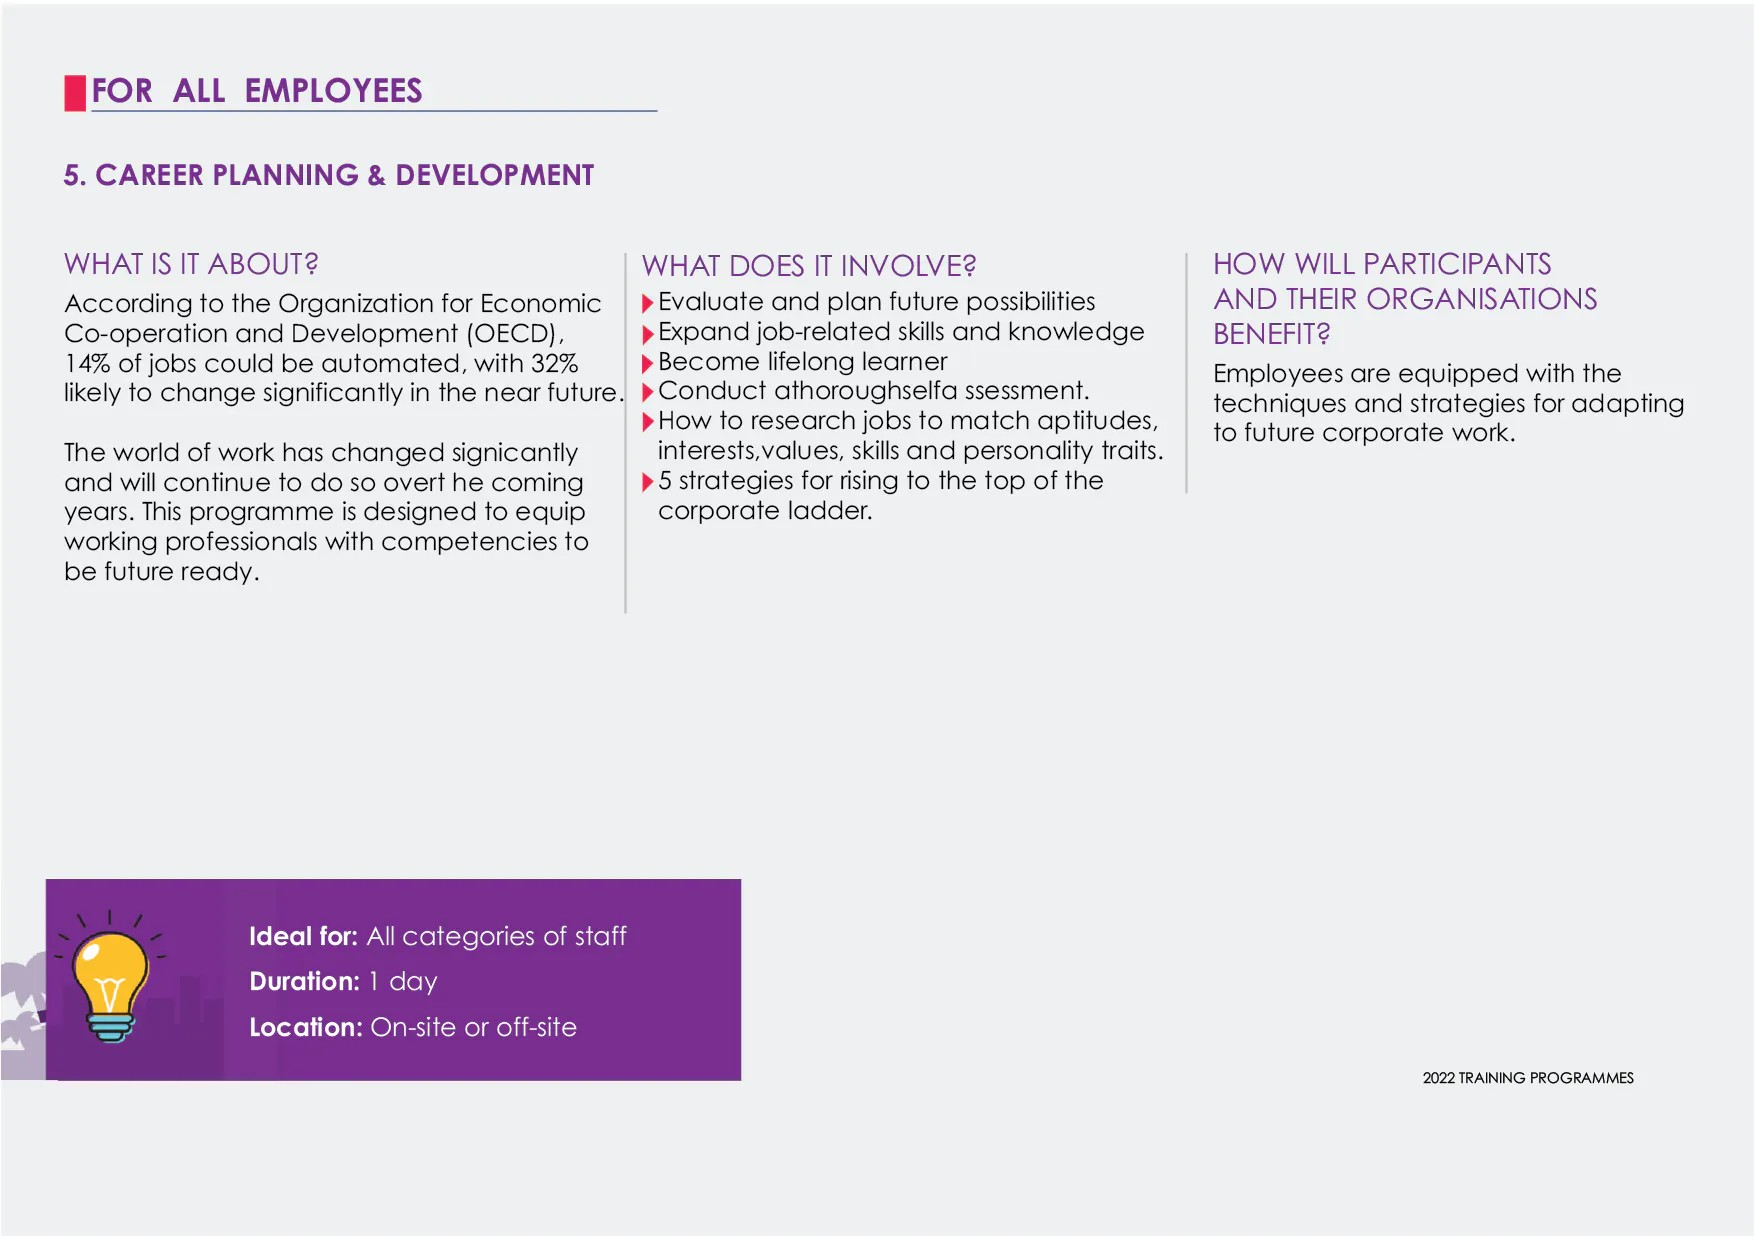 FOR ALL EMPLOYEES
5. CAREER PLANNING & DEVELOPMENT
WHAT IS IT ABOUT?
According to the Organization for Economic
Co-operation and Development (OECD),
14% of jobs could be automated, with 32%
likely to change significantly in the near future.
The world of work has changed signicantly
and will continue to do so overt he coming
years. This programme is designed to equip
working professionals with competencies to
be future ready.
WHAT DOES IT INVOLVE?
Evaluate and plan future possibilities
Expand job-related skills and knowledge
Become lifelong learner
Conduct athoroughselfa ssessment.
How to research jobs to match aptitudes,
interests,values, skills and personality traits.
5 strategies for rising to the top of the
corporate ladder.
HOW WILL PARTICIPANTS
AND THEIR ORGANISATIONS
BENEFIT?
Employees are equipped with the
techniques and strategies for adapting
to future corporate work.
Ideal for: All categories of staff
Duration: 1 day
Location: On-site or off-site
2022 TRAINING PROGRAMMES